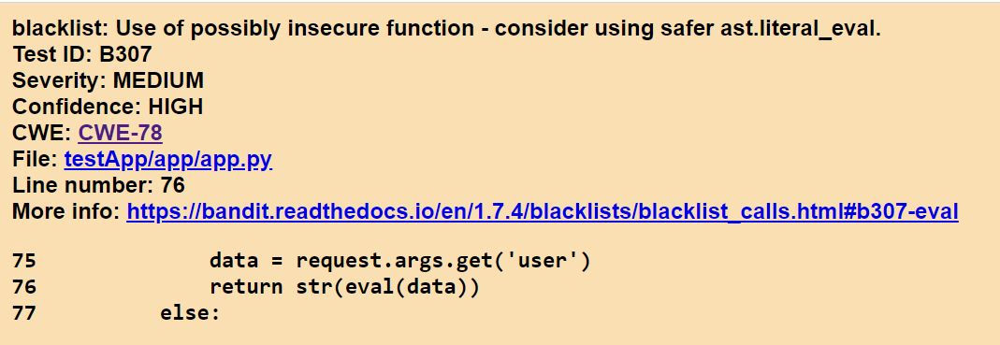 blacklist: Use of possibly insecure function - consider using safer ast.literal_eval.
Test ID: B307
Severity: MEDIUM
Confidence: HIGH
CWE: CWE-78
File: testApp/app/app.py
Line number: 76
More info: https://bandit.readthedocs.io/en/1.7.4/blacklists/blacklist_calls.html#b307-eval
75 data = request.args.get('user')
76 return str(eval(data))
77 else: